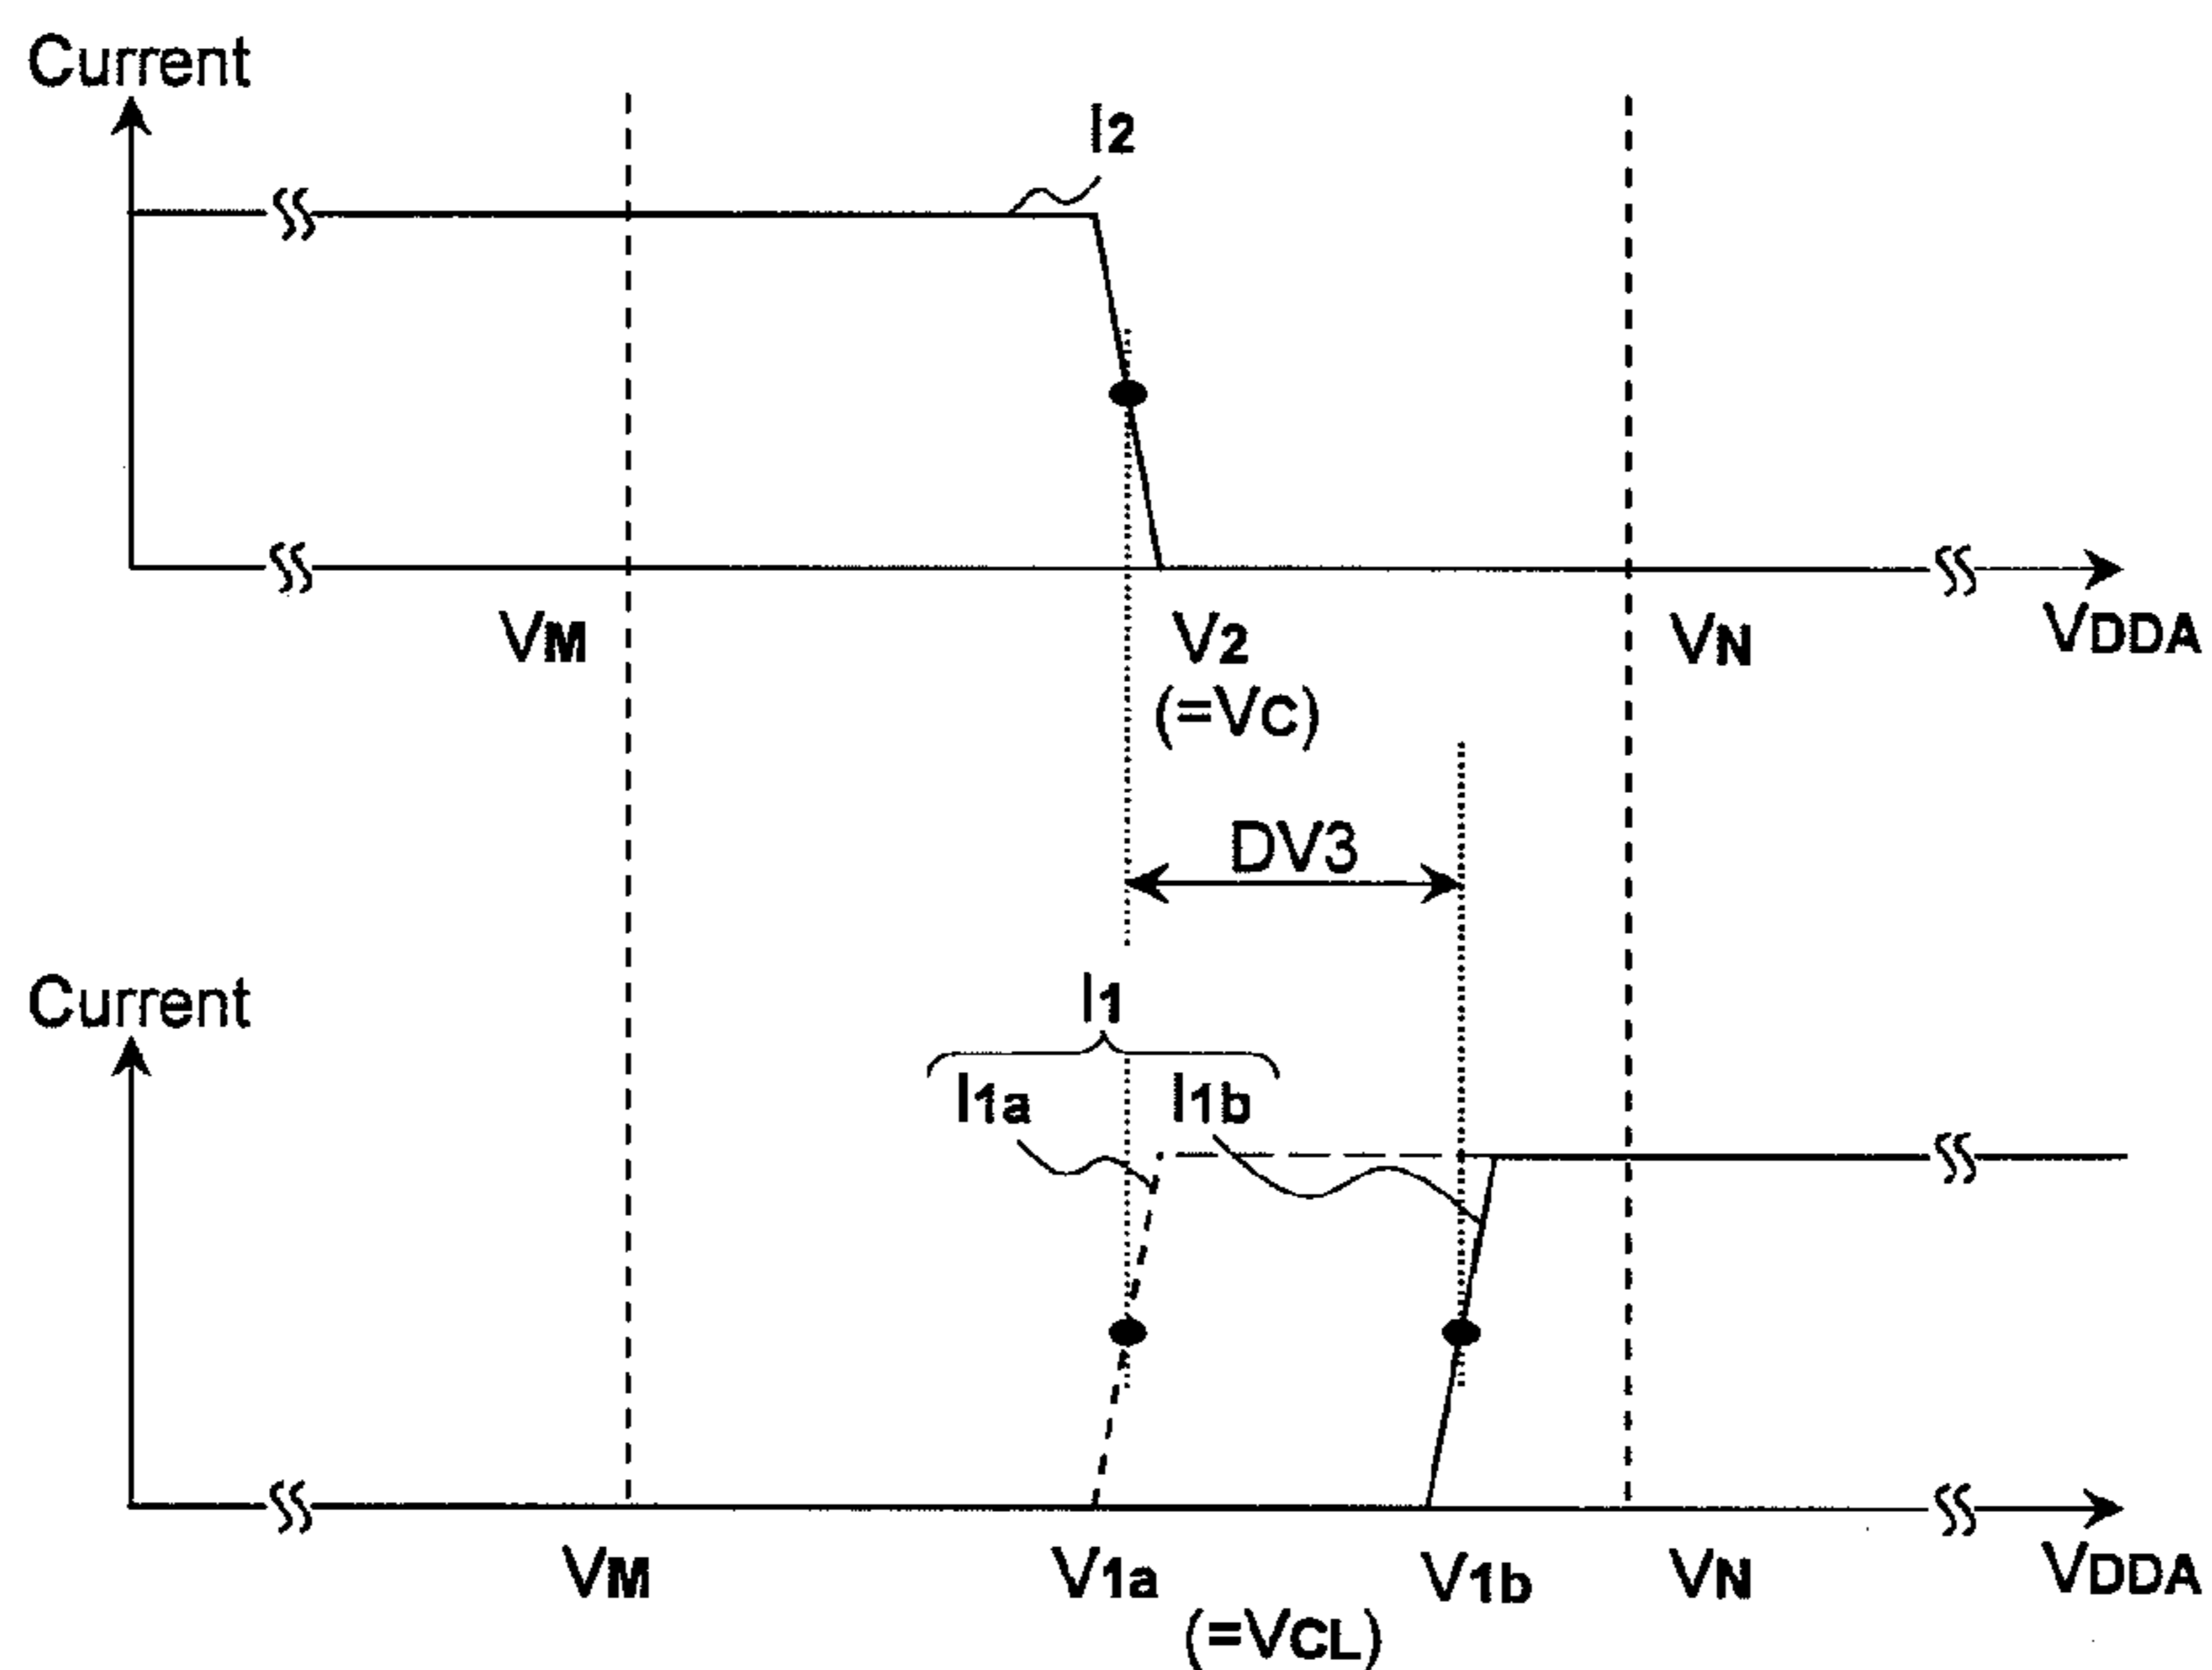 Current
I2
VM
V2
VN
VDDA
(=VC)
DV3
Current
I1
I1a
I1b
VM
V1a
V1b
VN
VDDA
(=VCL)